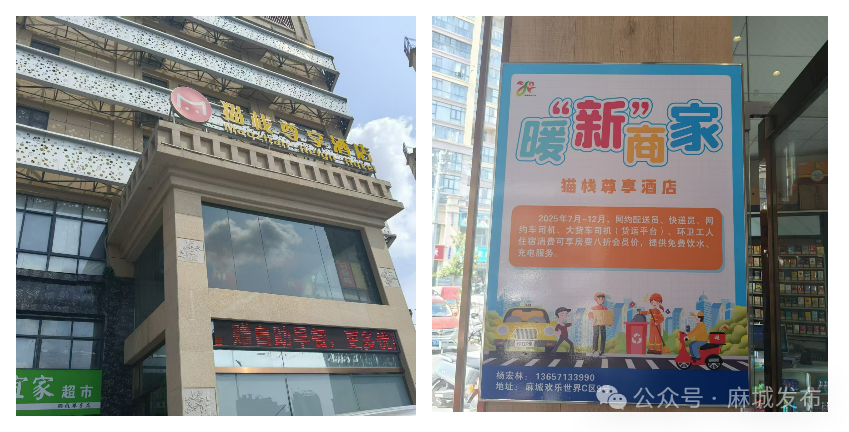 猫栈尊享酒店
宜家 超市
暖“新”商家
猫栈尊享酒店
2025年7月-12月，网约配送员、快递员、网
约车司机、大货车司机（货运平台）、环卫工人
住宿消费可享房费八折会员价，提供免费饮水、
充电服务。
杨宏林： 13657133990
地址： 麻城欢乐世界C区
公众号 · 麻城发布